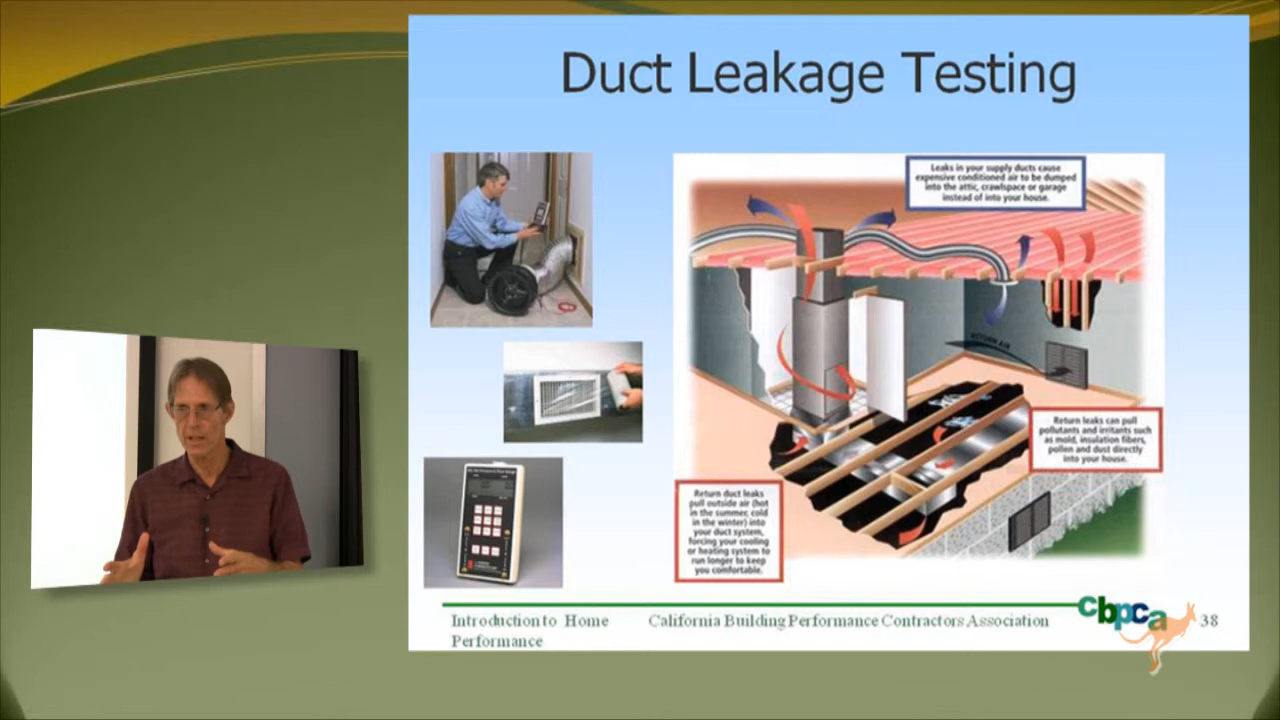 Duct Leakage Testing
Leaks in your supply ducts cause
expensive conditioned air to be dumped
into the attic, crawlspace or garage
instead of into your house.
RETURN AIR
Return leaks can pull
pollutants and irritants such
as mold, insulation fibers,
pollen and dust directly
into your house.
Return duct leaks
pull outside air (hot
in the summer, cold
in the winter) into
your duct system,
forcing your cooling
or heating system to
run longer to keep
you comfortable.
Introduction to Home
Performance
California Building Performance Contractors Association
cbpca
38